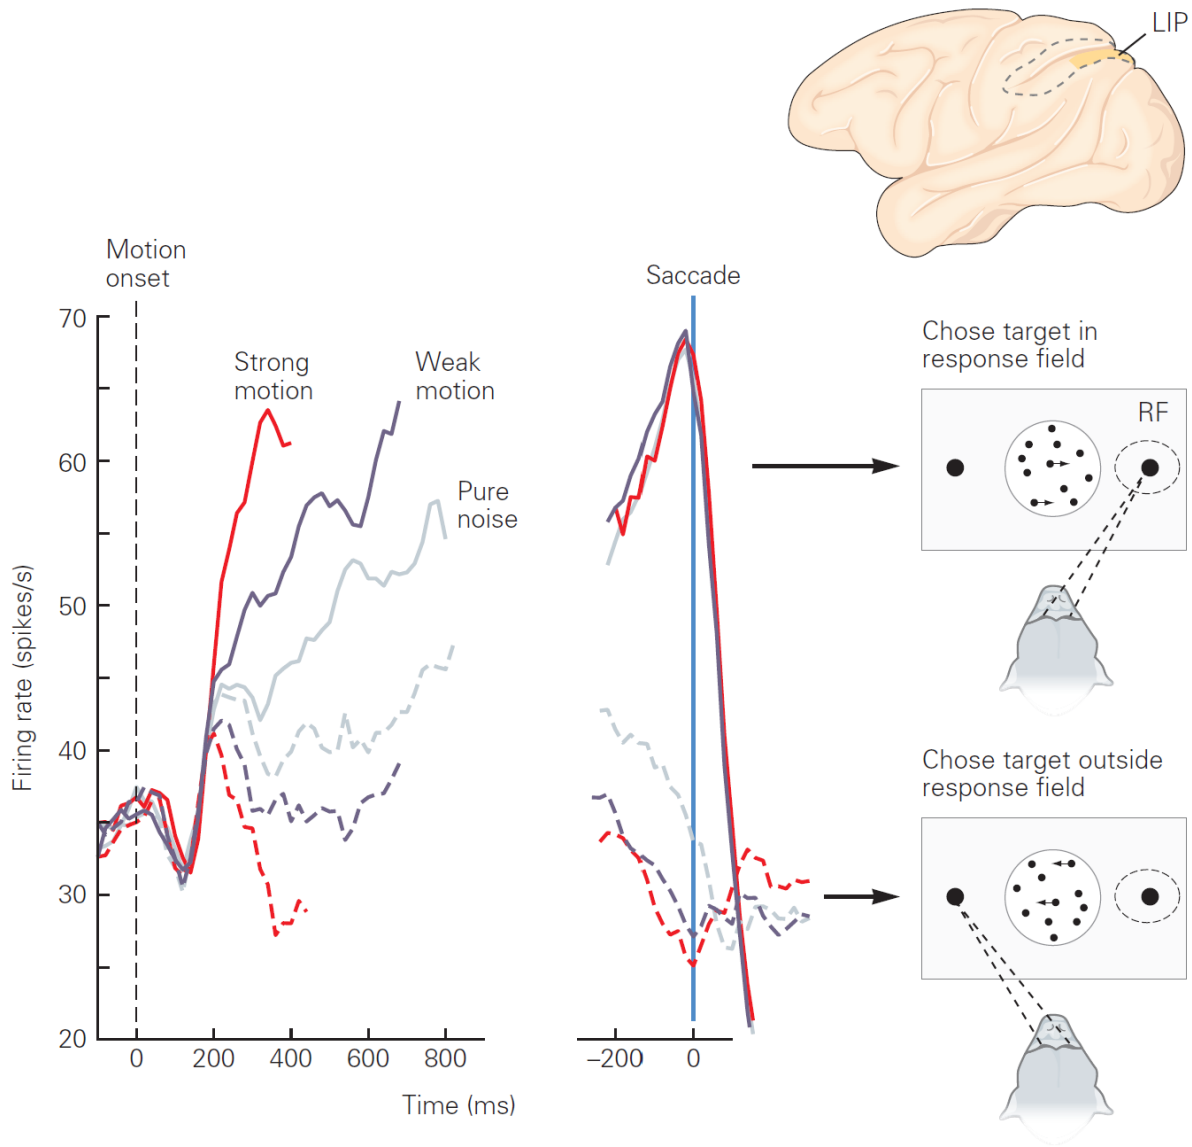 LIP
Motion
onset
Saccade
70
60
50
40
30
20
Firing rate (spikes/s)
Strong
motion
Weak
motion
Pure
noise
0
200
400
600
800
–200
0
Time (ms)
Chose target in
response field
RF
Chose target outside
response field